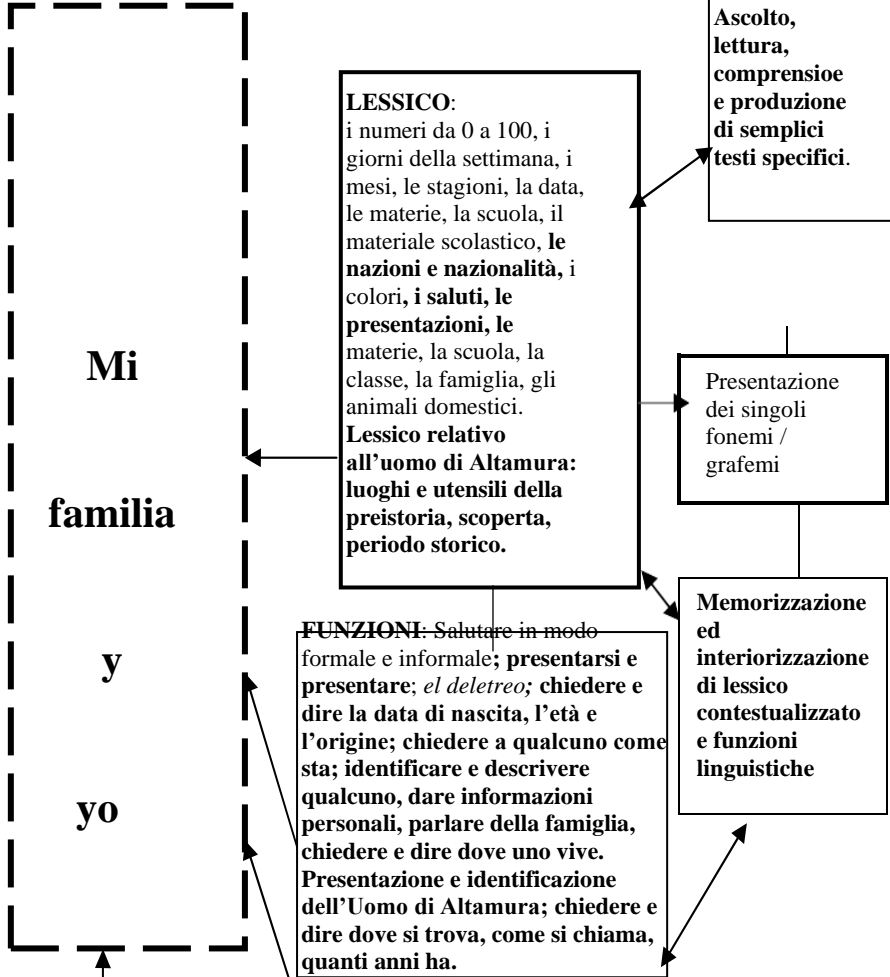 Mi
familia
y
yo
LESSICO:
i numeri da 0 a 100, i
giorni della settimana, i
mesi, le stagioni, la data,
le materie, la scuola, il
materiale scolastico, le
nazioni e nazionalità, i
colori, i saluti, le
presentazioni, le
materie, la scuola, la
classe, la famiglia, gli
animali domestici.
Lessico relativo
all'uomo di Altamura:
luoghi e utensili della
preistoria, scoperta,
periodo storico.
FUNZIONI: Salutare in modo
formale e informale; presentarsi e
presentare; el deletreo; chiedere e
dire la data di nascita, l'età e
l'origine; chiedere a qualcuno come
sta; identificare e descrivere
qualcuno, dare informazioni
personali, parlare della famiglia,
chiedere e dire dove uno vive.
Presentazione e identificazione
dell'Uomo di Altamura; chiedere e
dire dove si trova, come si chiama,
quanti anni ha.
Ascolto,
lettura,
comprensioe
e produzione
di semplici
testi specifici.
Presentazione
dei singoli
fonemi /
grafemi
Memorizzazione
ed
interiorizzazione
di lessico
contestualizzato
e funzioni
linguistiche